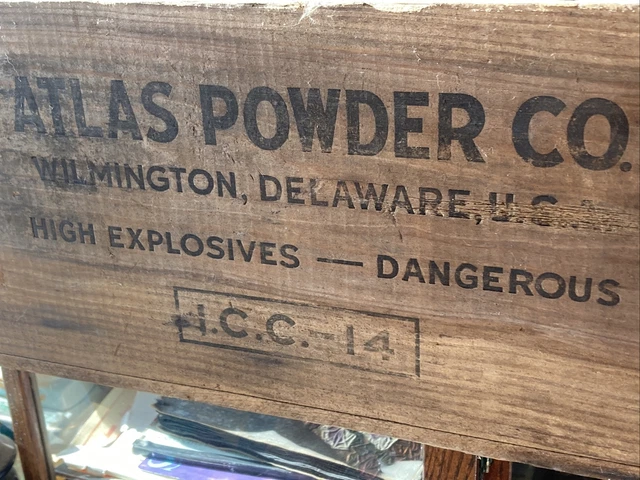 ATLAS POWDER CO.
WILMINGTON, DELAWARE, U.S.A.
HIGH EXPLOSIVES — DANGEROUS
I.C.C.-14